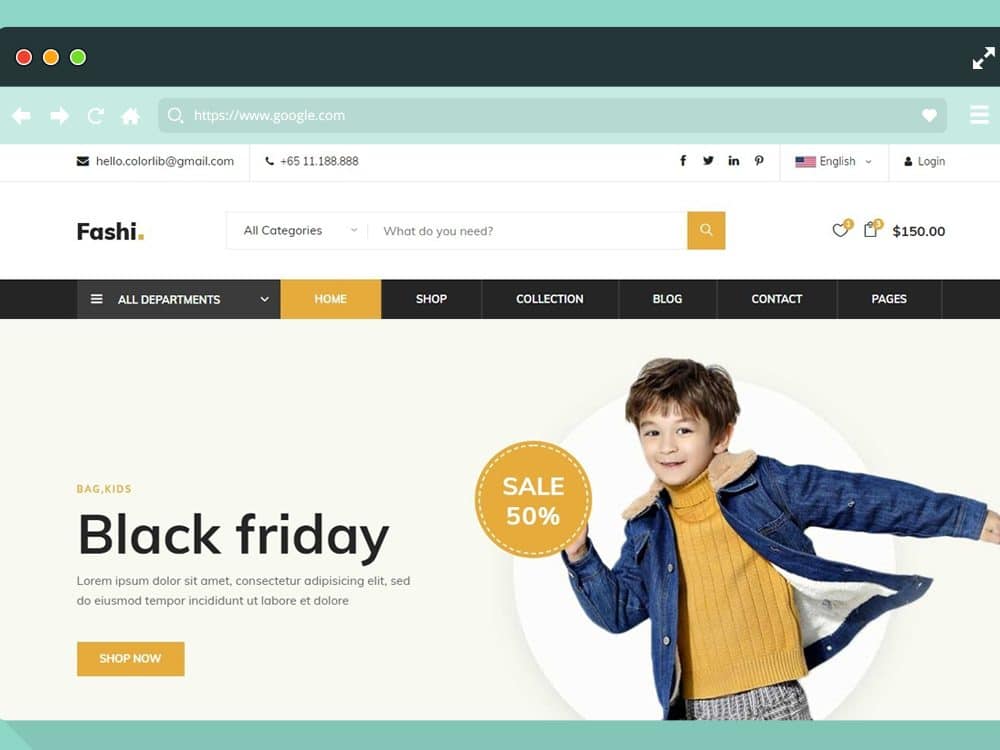 https://www.google.com
hello.colorlib@gmail.com +65 11.188.888 English Login
Fashi. All Categories What do you need? 1 3 $150.00
ALL DEPARTMENTS HOME SHOP COLLECTION BLOG CONTACT PAGES
SALE
50%
BAG,KIDS
Black friday
Lorem ipsum dolor sit amet, consectetur adipisicing elit, sed
do eiusmod tempor incididunt ut labore et dolore
SHOP NOW